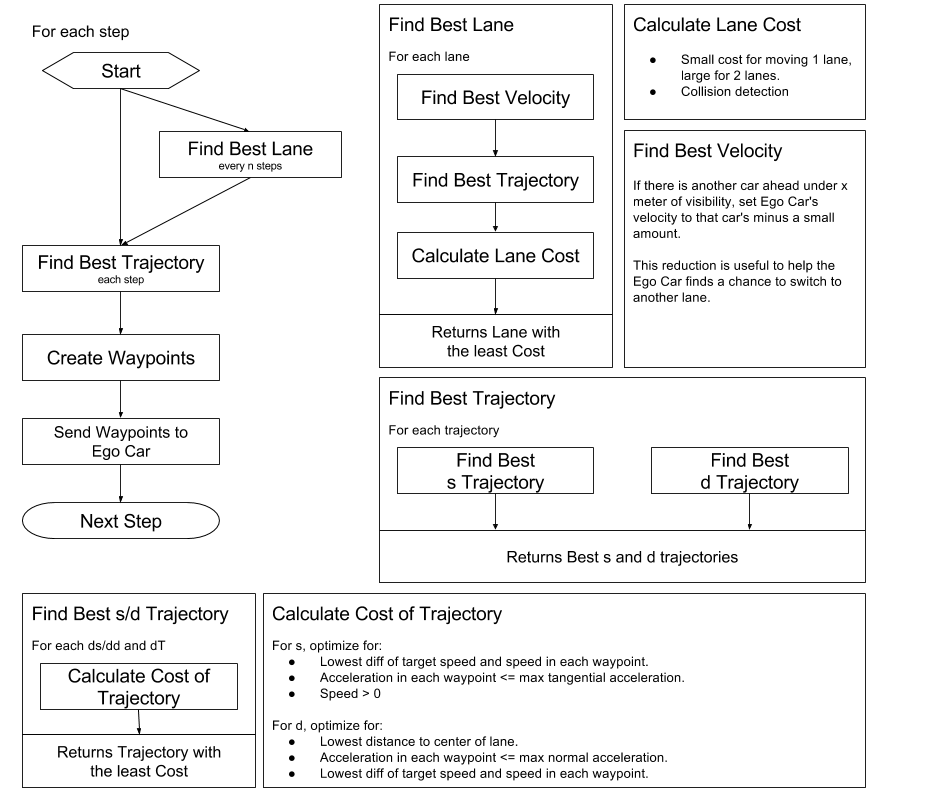 For each step
Start
Find Best Lane
every n steps
Find Best Trajectory
each step
Create Waypoints
Send Waypoints to
Ego Car
Next Step
Find Best Lane
For each lane
Find Best Velocity
Find Best Trajectory
Calculate Lane Cost
Returns Lane with
the least Cost
Calculate Lane Cost
● Small cost for moving 1 lane,
large for 2 lanes.
● Collision detection
Find Best Velocity
If there is another car ahead under x
meter of visibility, set Ego Car's
velocity to that car's minus a small
amount.
This reduction is useful to help the
Ego Car finds a chance to switch to
another lane.
Find Best Trajectory
For each trajectory
Find Best
s Trajectory
Find Best
d Trajectory
Returns Best s and d trajectories
Find Best s/d Trajectory
For each ds/dd and dT
Calculate Cost of
Trajectory
Returns Trajectory with
the least Cost
Calculate Cost of Trajectory
For s, optimize for:
● Lowest diff of target speed and speed in each waypoint.
● Acceleration in each waypoint <= max tangential acceleration.
● Speed > 0
For d, optimize for:
● Lowest distance to center of lane.
● Acceleration in each waypoint <= max normal acceleration.
● Lowest diff of target speed and speed in each waypoint.